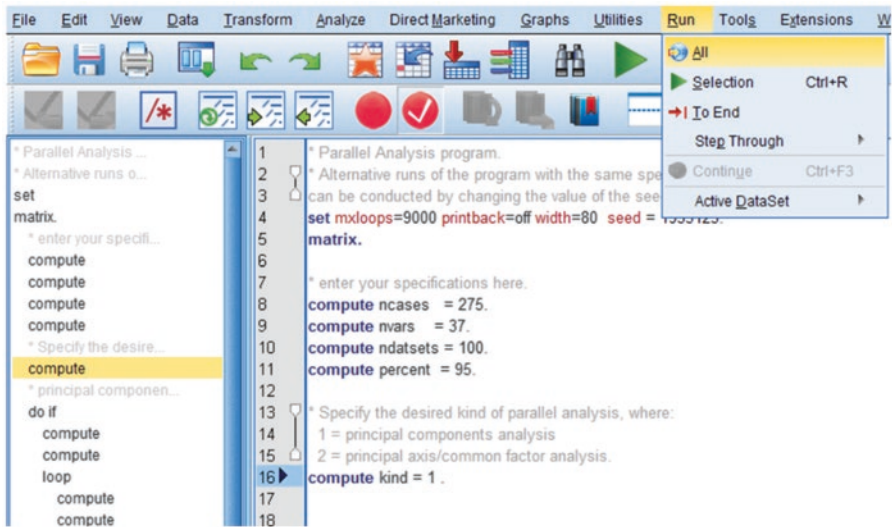 File Edit View Data Transform Analyze Direct Marketing Graphs Utilities Run Tools Extensions W
All
Selection Ctrl+R
To End
Step Through
Continue Ctrl+F3
Active DataSet
/*
* Parallel Analysis ...
* Alternative runs o...
set
matrix.
* enter your specifi...
compute
compute
compute
compute
* Specify the desire...
compute
* principal componen...
do if
compute
compute
loop
compute
compute
1 * Parallel Analysis program.
2 * Alternative runs of the program with the same spe
3 can be conducted by changing the value of the see
4 set mxloops=9000 printback=off width=80 seed =
5 matrix.
6
7 * enter your specifications here.
8 compute ncases = 275.
9 compute nvars = 37.
10 compute ndatsets = 100.
11 compute percent = 95.
12
13 * Specify the desired kind of parallel analysis, where:
14 1 = principal components analysis
15 2 = principal axis/common factor analysis.
16 compute kind = 1 .
17
18